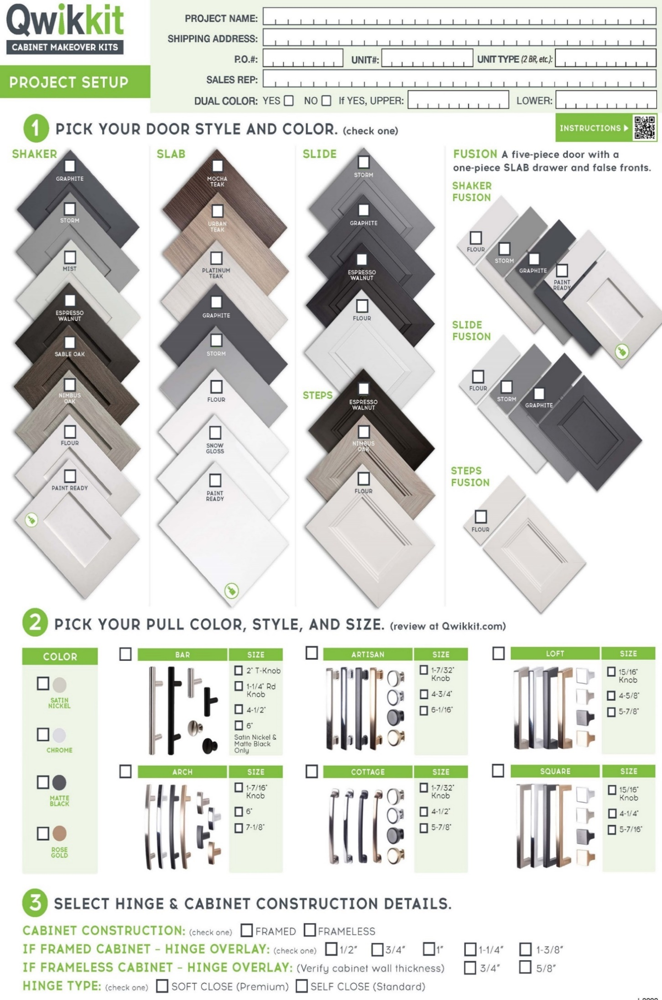 Qwikkit
CABINET MAKEOVER KITS
PROJECT SETUP
PROJECT NAME:
SHIPPING ADDRESS:
P.O.#: UNIT#: UNIT TYPE (2 BR, etc.):
SALES REP:
DUAL COLOR: YES NO If YES, UPPER: LOWER:
1 PICK YOUR DOOR STYLE AND COLOR. (check one)
INSTRUCTIONS
SHAKER
GRAPHITE
STORM
MIST
ESPRESSO
WALNUT
SABLE OAK
NIMBUS
OAK
FLOUR
PAINT READY
SLAB
MOCHA
TEAK
URBAN
TEAK
PLATINUM
TEAK
GRAPHITE
STORM
FLOUR
SNOW
GLOSS
PAINT
READY
SLIDE
STORM
GRAPHITE
ESPRESSO
WALNUT
FLOUR
STEPS
ESPRESSO
WALNUT
NIMBUS
OAK
FLOUR
FUSION A five-piece door with a
one-piece SLAB drawer and false fronts.
SHAKER
FUSION
FLOUR
STORM
GRAPHITE
PAINT
READY
SLIDE
FUSION
FLOUR
STORM
GRAPHITE
STEPS
FUSION
FLOUR
2 PICK YOUR PULL COLOR, STYLE, AND SIZE. (review at Qwikkit.com)
COLOR
SATIN
NICKEL
CHROME
MATTE
BLACK
ROSE
GOLD
BAR SIZE
2" T-Knob
1-1/4" Rd
Knob
4-1/2"
6"
Satin Nickel &
Matte Black
Only
ARTISAN SIZE
1-7/32"
Knob
4-3/4"
6-1/16"
LOFT SIZE
15/16"
Knob
4-5/8"
5-7/8"
ARCH SIZE
1-7/16"
Knob
6"
7-1/8"
COTTAGE SIZE
1-7/32"
Knob
4-1/2"
5-7/8"
SQUARE SIZE
15/16"
Knob
4-1/4"
5-7/16"
3 SELECT HINGE & CABINET CONSTRUCTION DETAILS.
CABINET CONSTRUCTION: (check one) FRAMED FRAMELESS
IF FRAMED CABINET - HINGE OVERLAY: (check one) 1/2" 3/4" 1" 1-1/4" 1-3/8"
IF FRAMELESS CABINET - HINGE OVERLAY: (Verify cabinet wall thickness) 3/4" 5/8"
HINGE TYPE: (check one) SOFT CLOSE (Premium) SELF CLOSE (Standard)